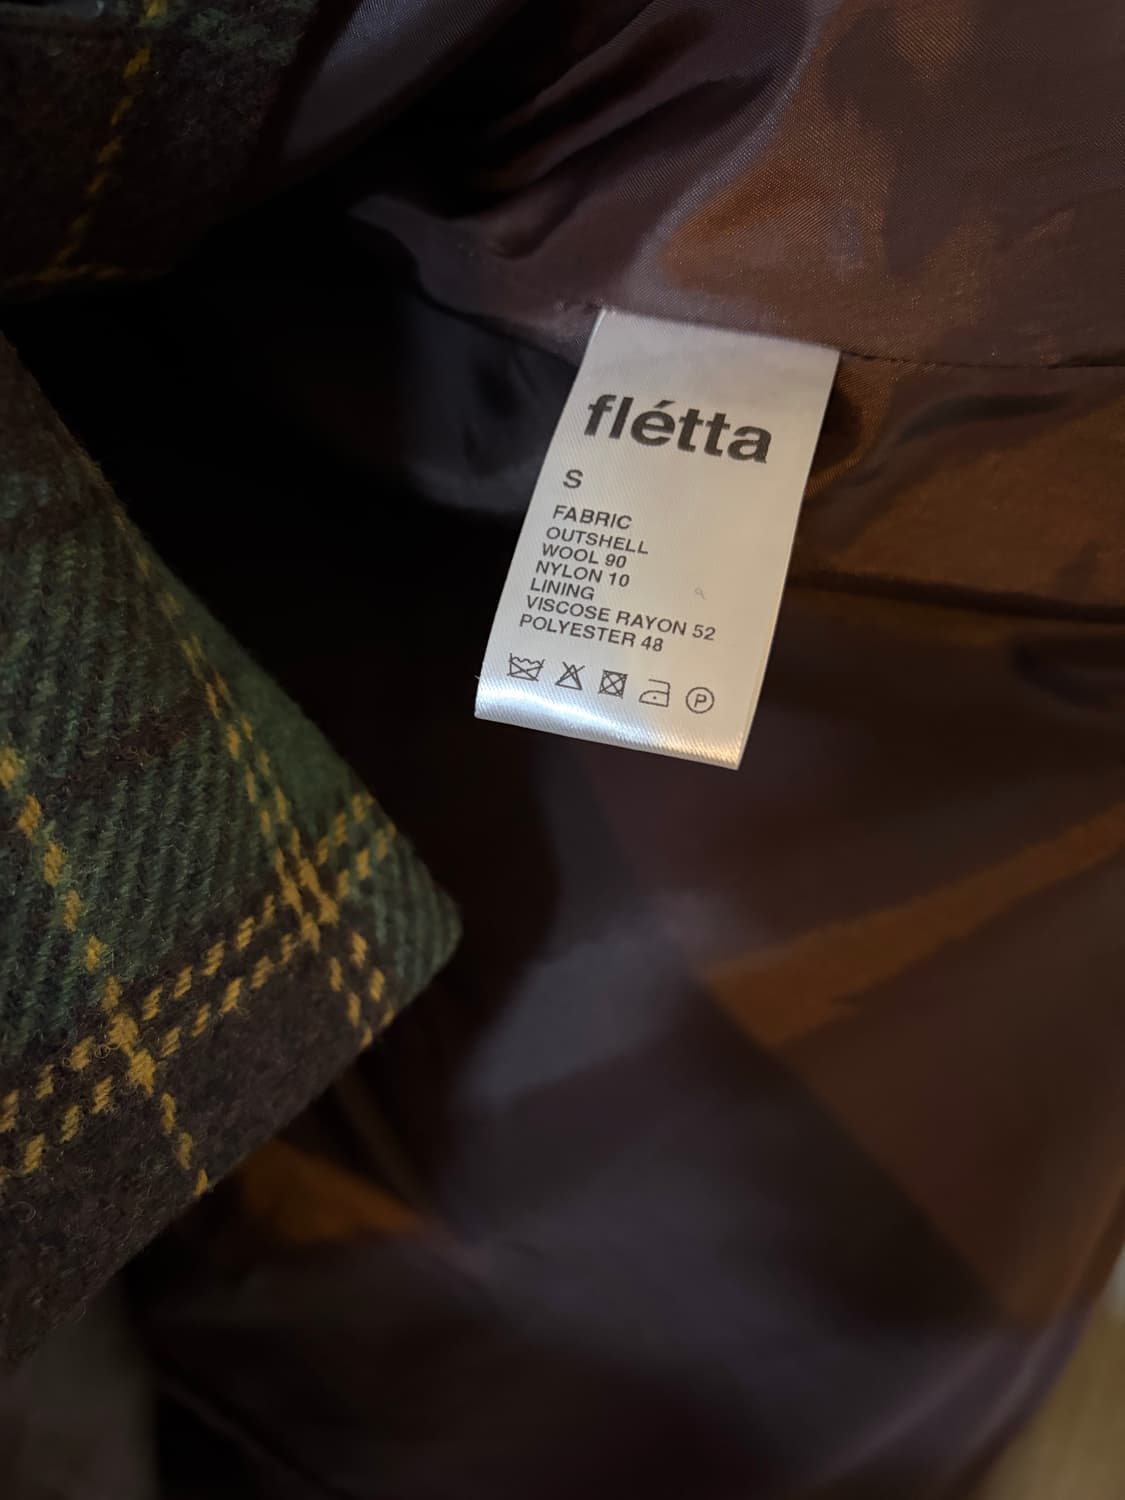 flétta
S
FABRIC
OUTSHELL
WOOL 90
NYLON 10
LINING
VISCOSE RAYON 52
POLYESTER 48
P